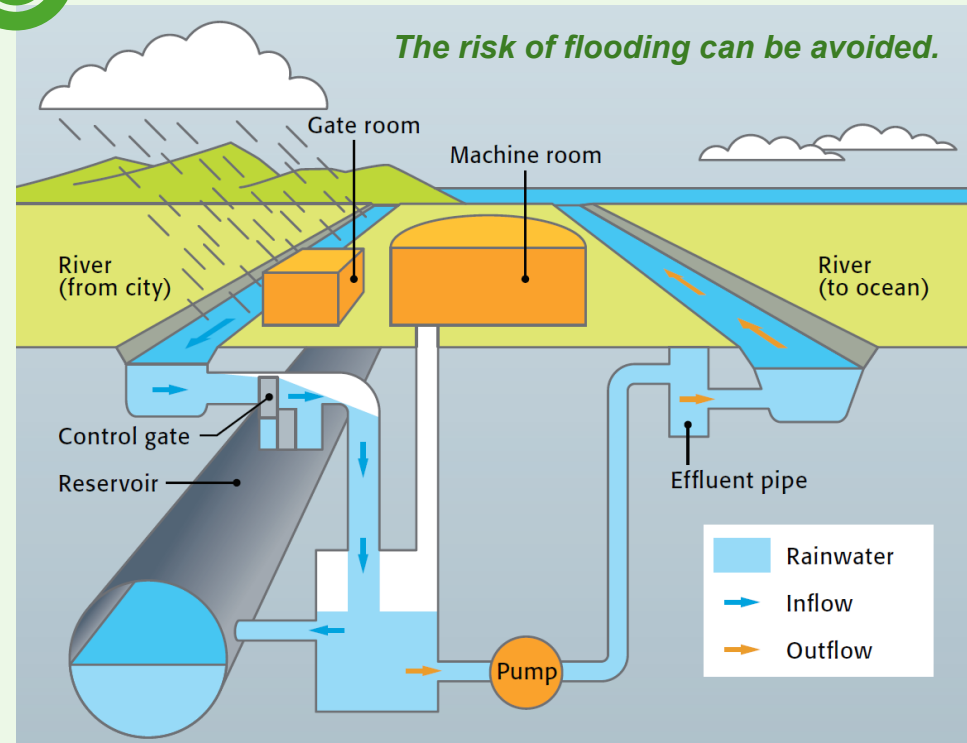 The risk of flooding can be avoided.
Gate room
Machine room
River
(from city)
River
(to ocean)
Control gate
Reservoir
Effluent pipe
Rainwater
Inflow
Outflow
Pump